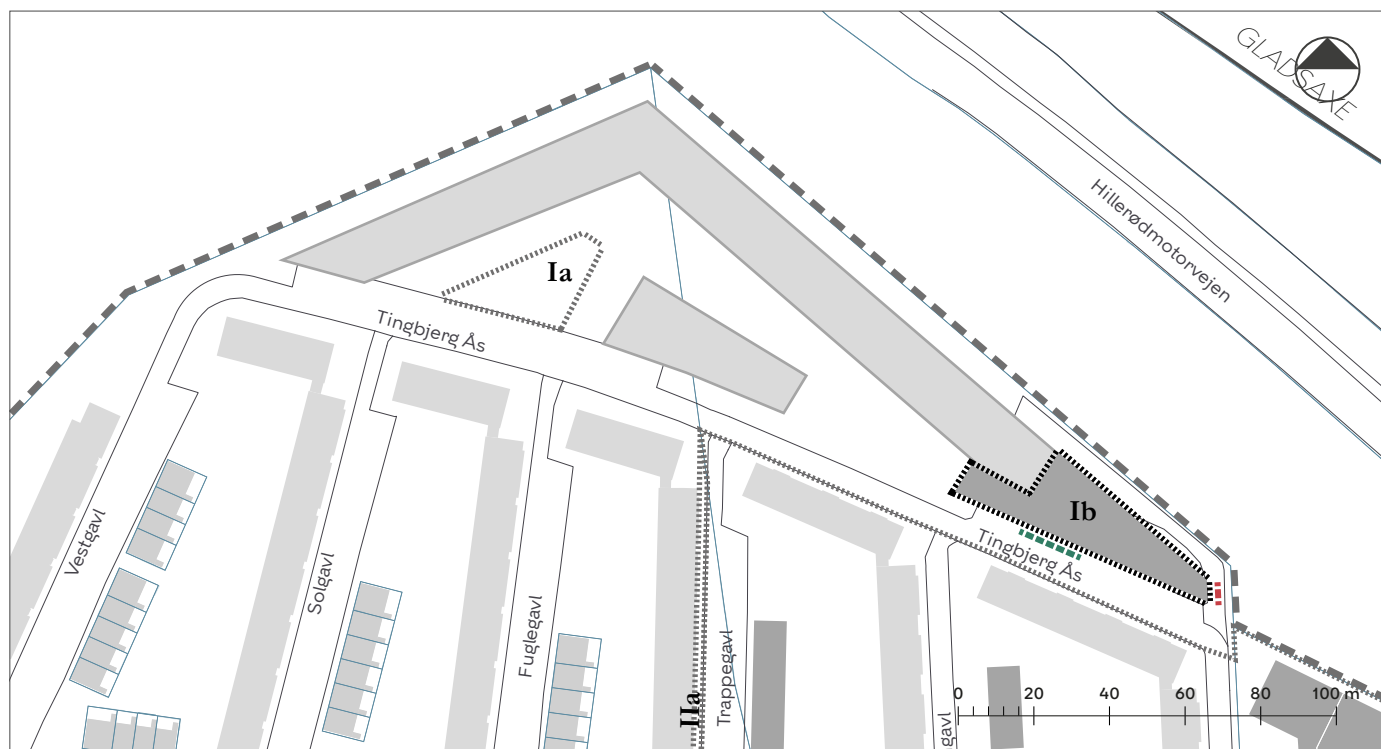 GLADSAXE
Hillerødmotorvejen
Ia
Tingbjerg Ås
Ib
Tingbjerg Ås
Vestgavl
Solgavl
Fuglegavl
IIa
Trappegavl
gavl
0 20 40 60 80 100 m